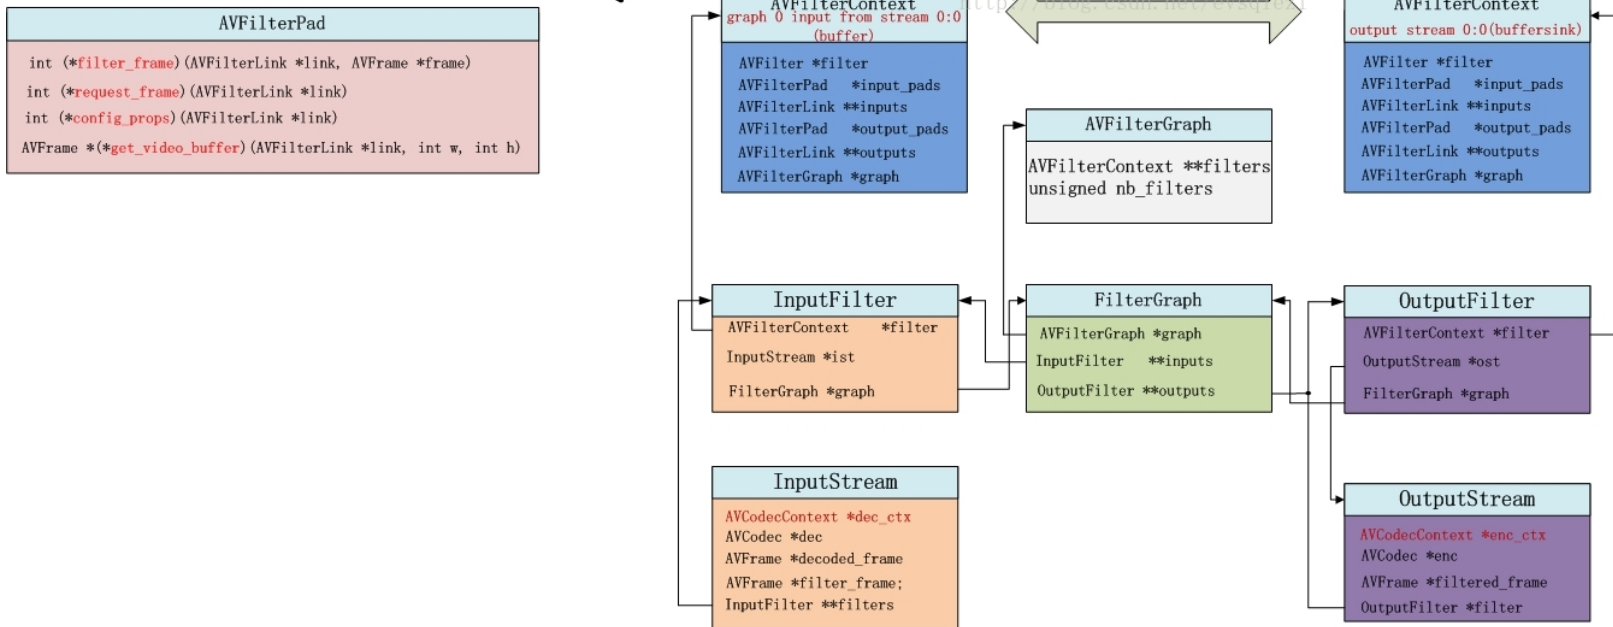 AVFilterPad
int (*filter_frame)(AVFilterLink *link, AVFrame *frame)
int (*request_frame)(AVFilterLink *link)
int (*config_props)(AVFilterLink *link)
AVFrame *(*get_video_buffer)(AVFilterLink *link, int w, int h)
AVFilterContext
graph 0 input from stream 0:0
(buffer)
AVFilter *filter
AVFilterPad *input_pads
AVFilterLink **inputs
AVFilterPad *output_pads
AVFilterLink **outputs
AVFilterGraph *graph
AVFilterGraph
AVFilterContext **filters
unsigned nb_filters
AVFilterContext
output stream 0:0(buffersink)
AVFilter *filter
AVFilterPad *input_pads
AVFilterLink **inputs
AVFilterPad *output_pads
AVFilterLink **outputs
AVFilterGraph *graph
InputFilter
AVFilterContext *filter
InputStream *ist
FilterGraph *graph
FilterGraph
AVFilterGraph *graph
InputFilter **inputs
OutputFilter **outputs
OutputFilter
AVFilterContext *filter
OutputStream *ost
FilterGraph *graph
InputStream
AVCodecContext *dec_ctx
AVCodec *dec
AVFrame *decoded_frame
AVFrame *filter_frame;
InputFilter **filters
OutputStream
AVCodecContext *enc_ctx
AVCodec *enc
AVFrame *filtered_frame
OutputFilter *filter